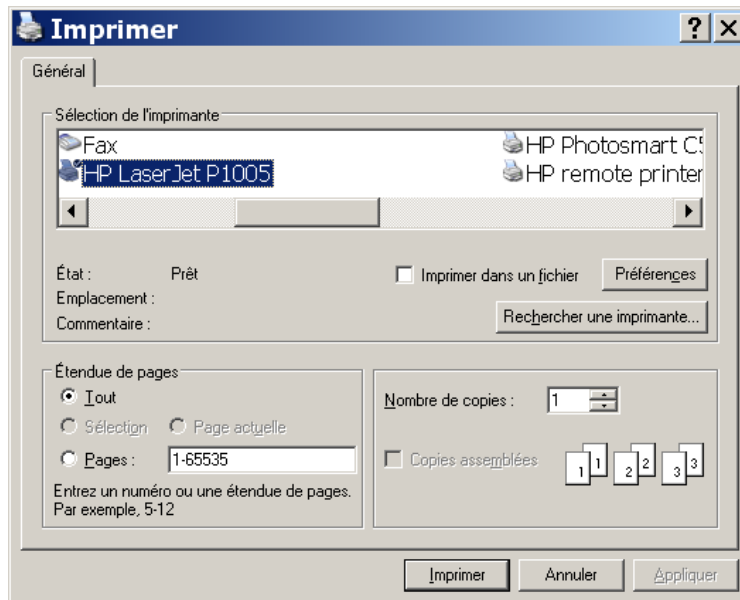 Imprimer
Général
Sélection de l'imprimante
Fax
HP Photosmart C5
HP LaserJet P1005
HP remote printer
État : Prêt
Imprimer dans un fichier
Préférences
Emplacement :
Commentaire :
Rechercher une imprimante...
Étendue de pages
Tout
Sélection
Page actuelle
Pages : 1-65535
Entrez un numéro ou une étendue de pages.
Par exemple, 5-12
Nombre de copies : 1
Copies assemblées
1 1 2 2 3 3
Imprimer
Annuler
Appliquer